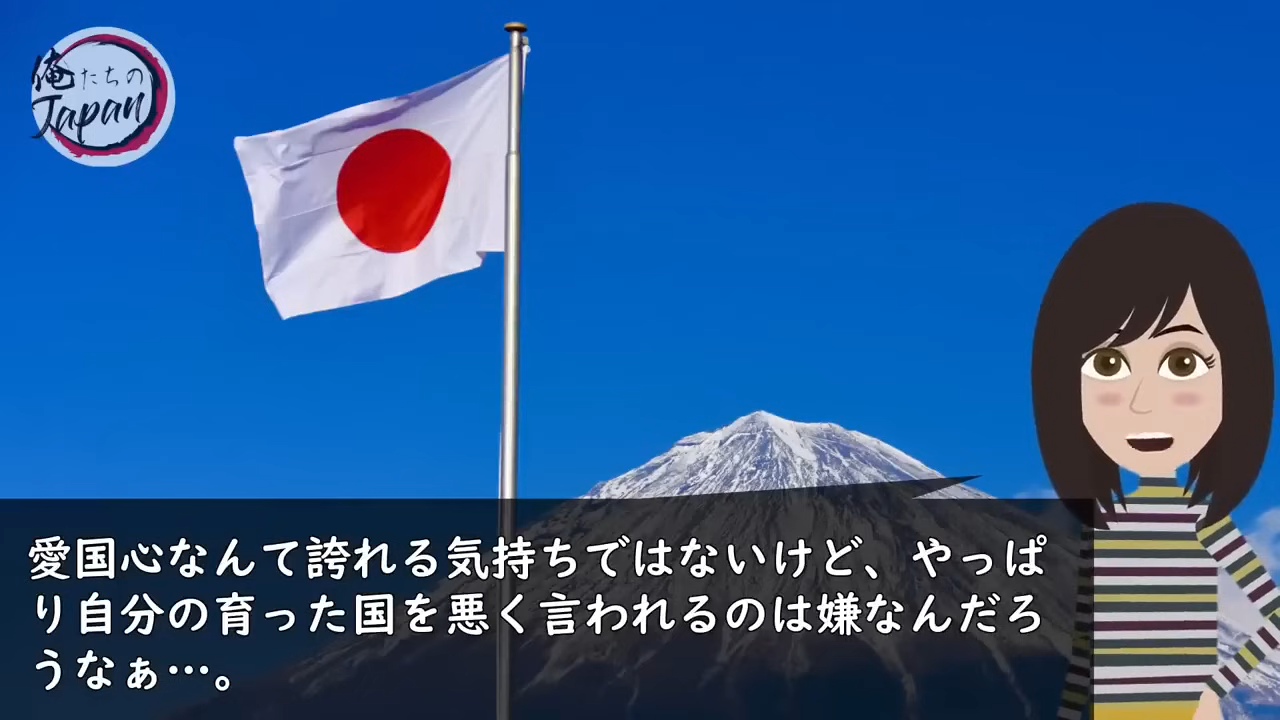 俺たちの
Japan
愛国心なんて誇れる気持ちではないけど、やっぱ
り自分の育った国を悪く言われるのは嫌なんだろ
うなぁ…。